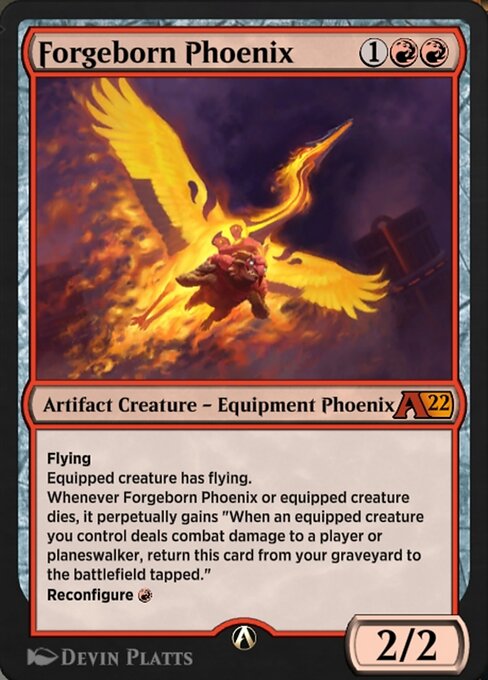 Forgeborn Phoenix 1
Artifact Creature – Equipment Phoenix A22
Flying
Equipped creature has flying.
Whenever Forgeborn Phoenix or equipped creature
dies, it perpetually gains "When an equipped creature
you control deals combat damage to a player or
planeswalker, return this card from your graveyard to
the battlefield tapped."
Reconfigure
2/2
DEVIN PLATTS